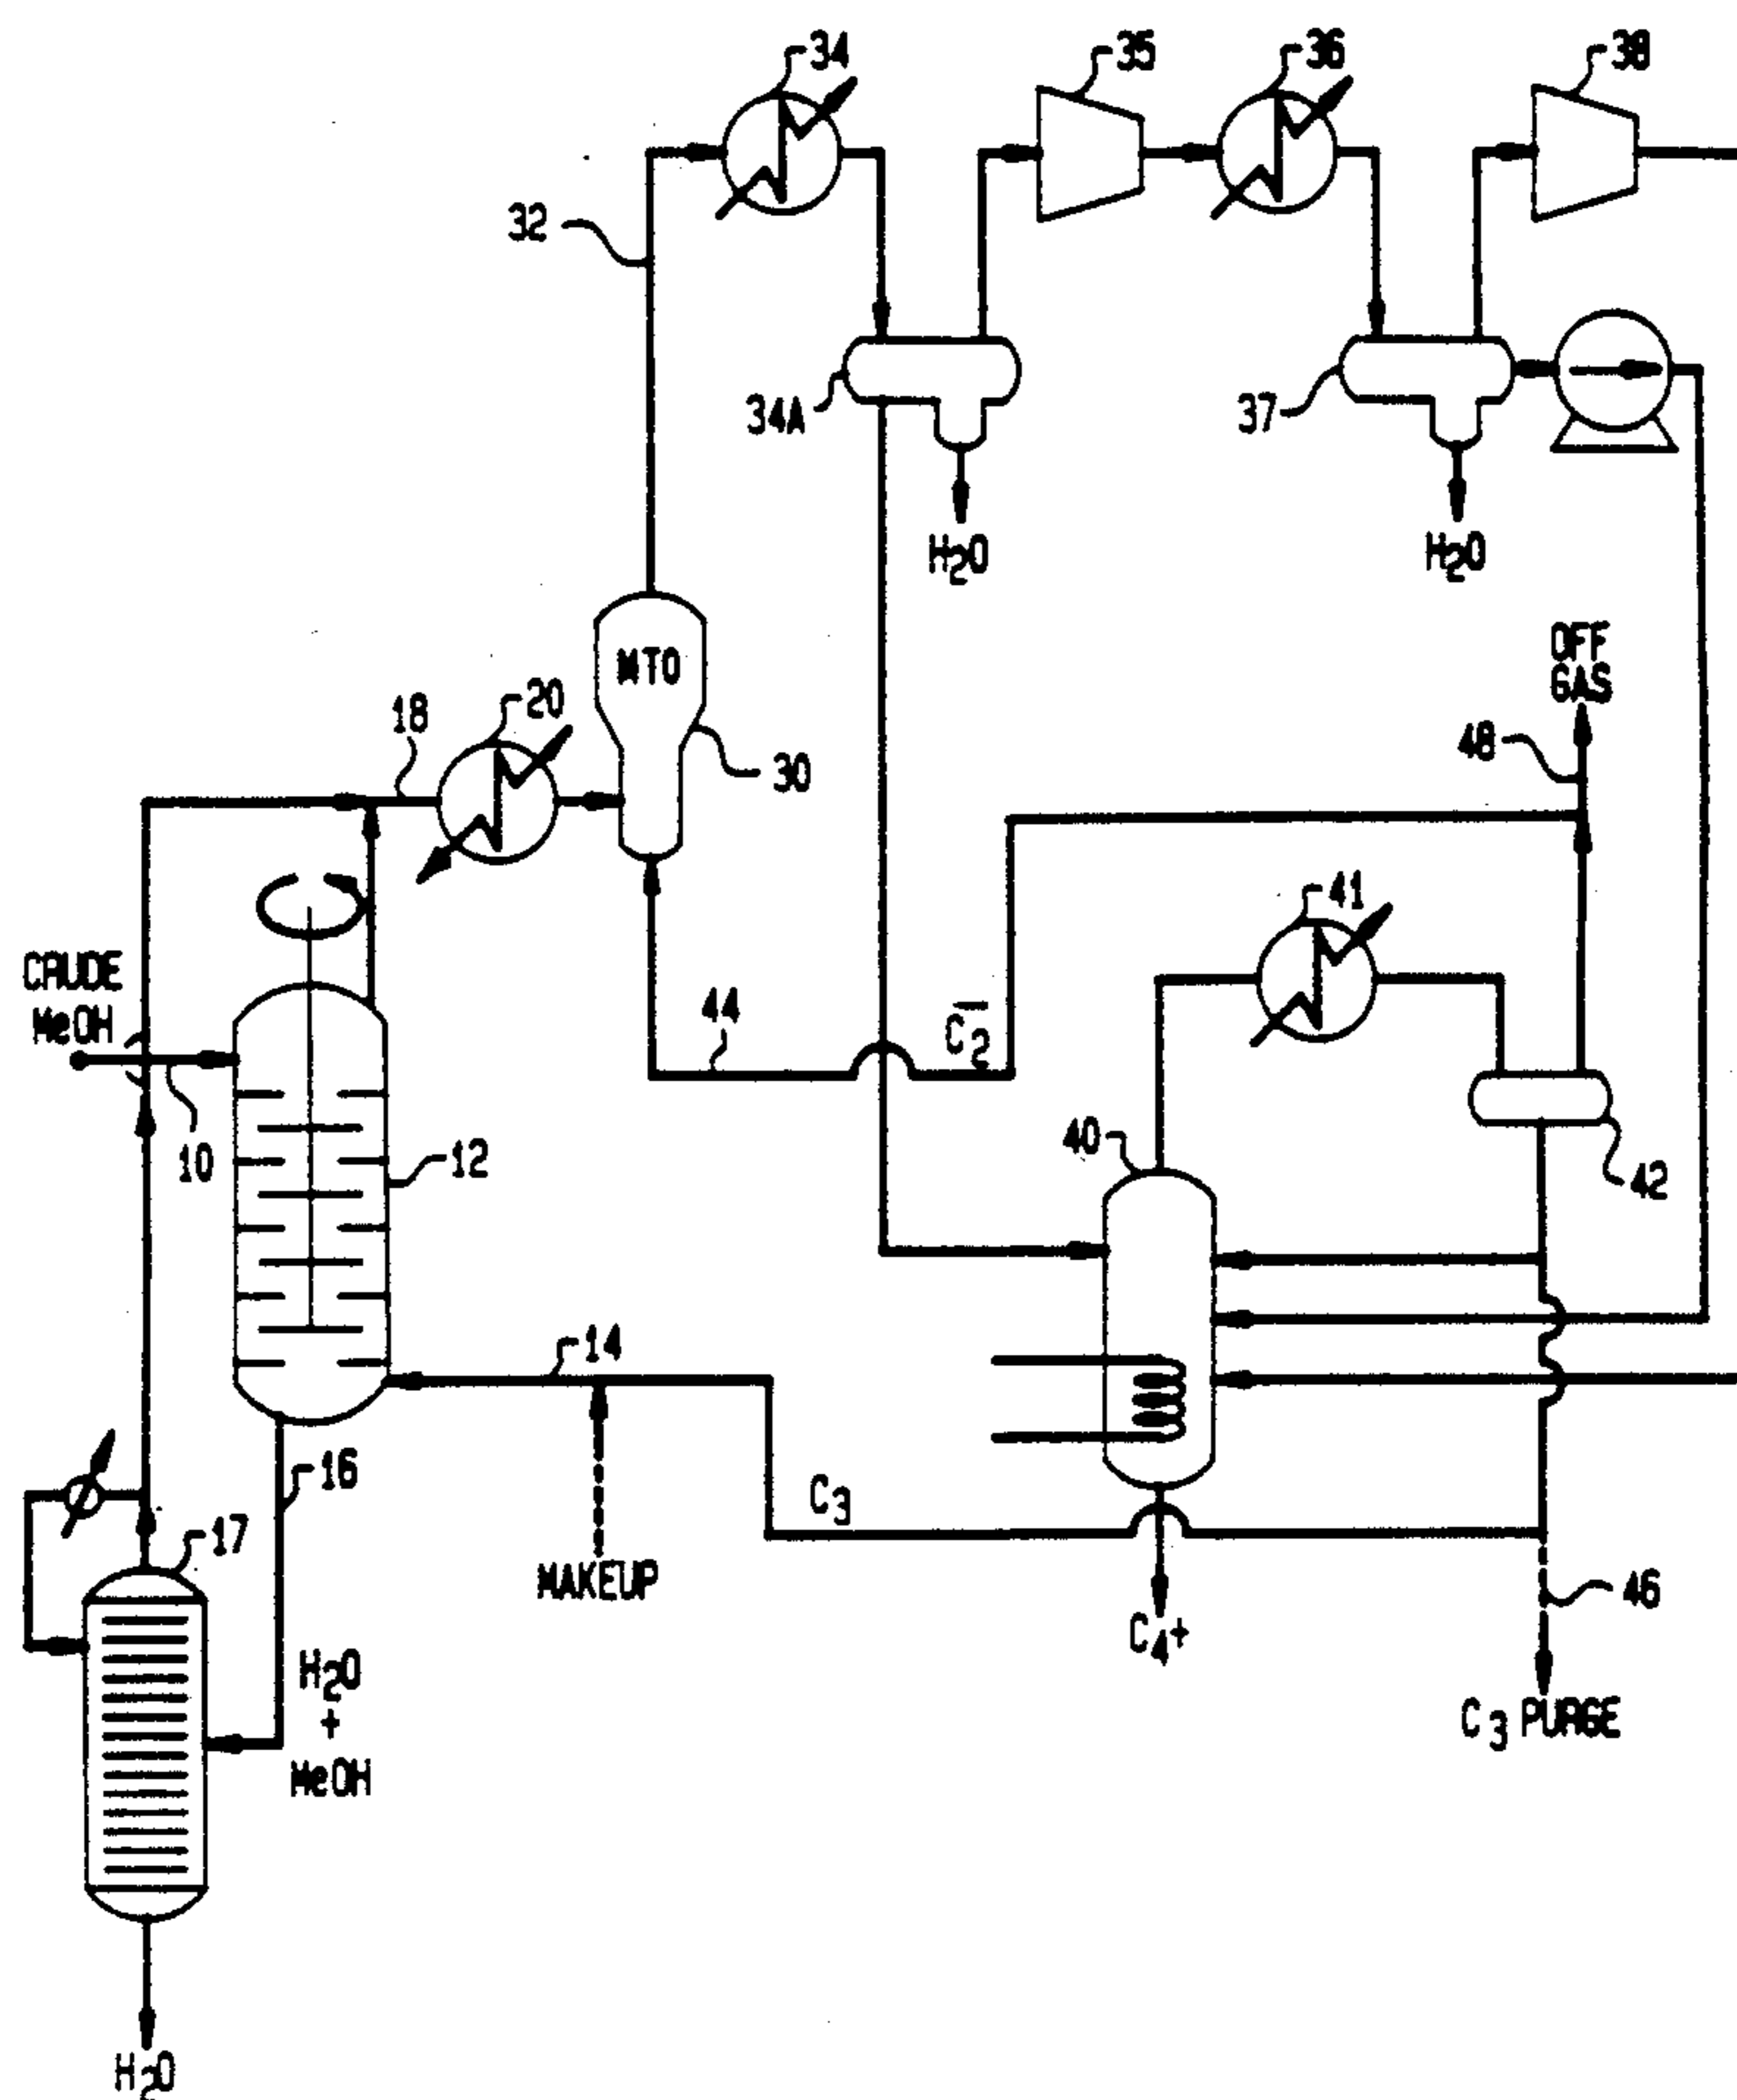 34
35
36
38
32
34A
37
H2O
H2O
OFF
GAS
MTO
20
18
48
30
41
CRUDE
MeOH
44
C2
10
12
40
42
14
16
C3
17
MAKEUP
46
C4+
H2O
+
MeOH
C3 PURGE
H2O